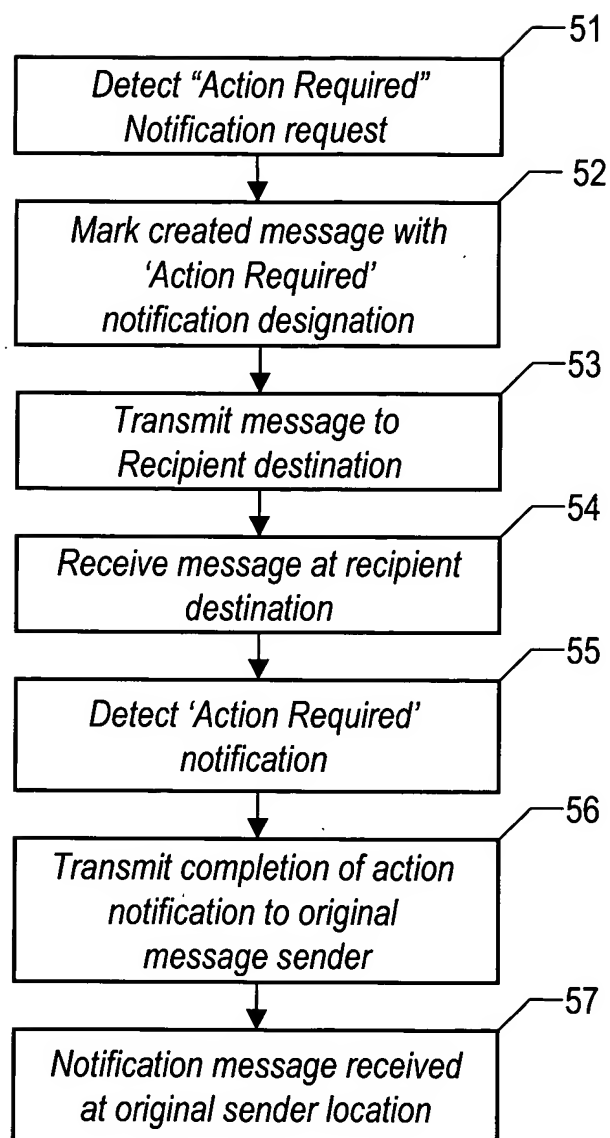 51
Detect “Action Required”
Notification request
52
Mark created message with
‘Action Required’
notification designation
53
Transmit message to
Recipient destination
54
Receive message at recipient
destination
55
Detect ‘Action Required’
notification
56
Transmit completion of action
notification to original
message sender
57
Notification message received
at original sender location